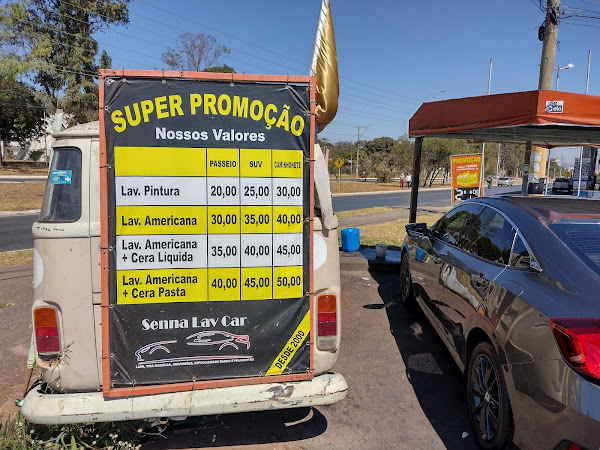 SUPER PROMOÇÃO
Nossos Valores
PASSEIO SUV CAMINHONETE
Lav. Pintura 20,00 25,00 30,00
Lav. Americana 30,00 35,00 40,00
Lav. Americana
+ Cera Líquida 35,00 40,00 45,00
Lav. Americana
+ Cera Pasta 40,00 45,00 50,00
Senna Lav Car
DESDE 2000
PROMOÇÃO